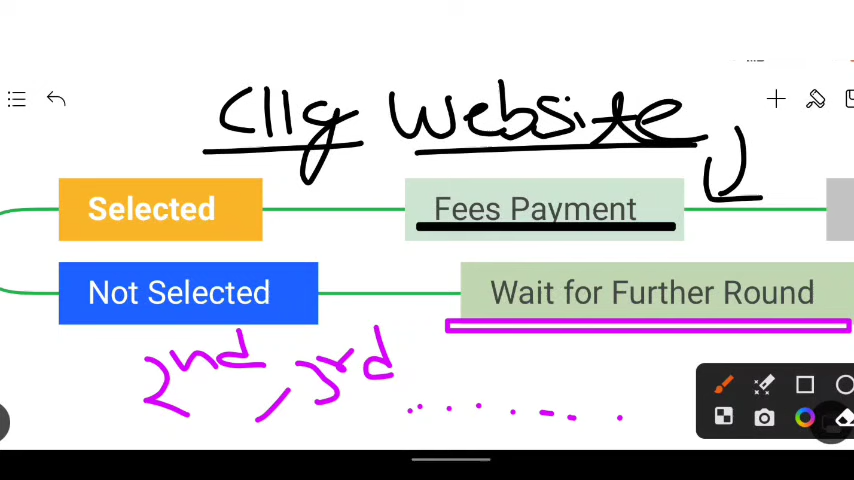 Cllg Website
Selected Fees Payment
Not Selected Wait for Further Round
2nd, 3rd .......